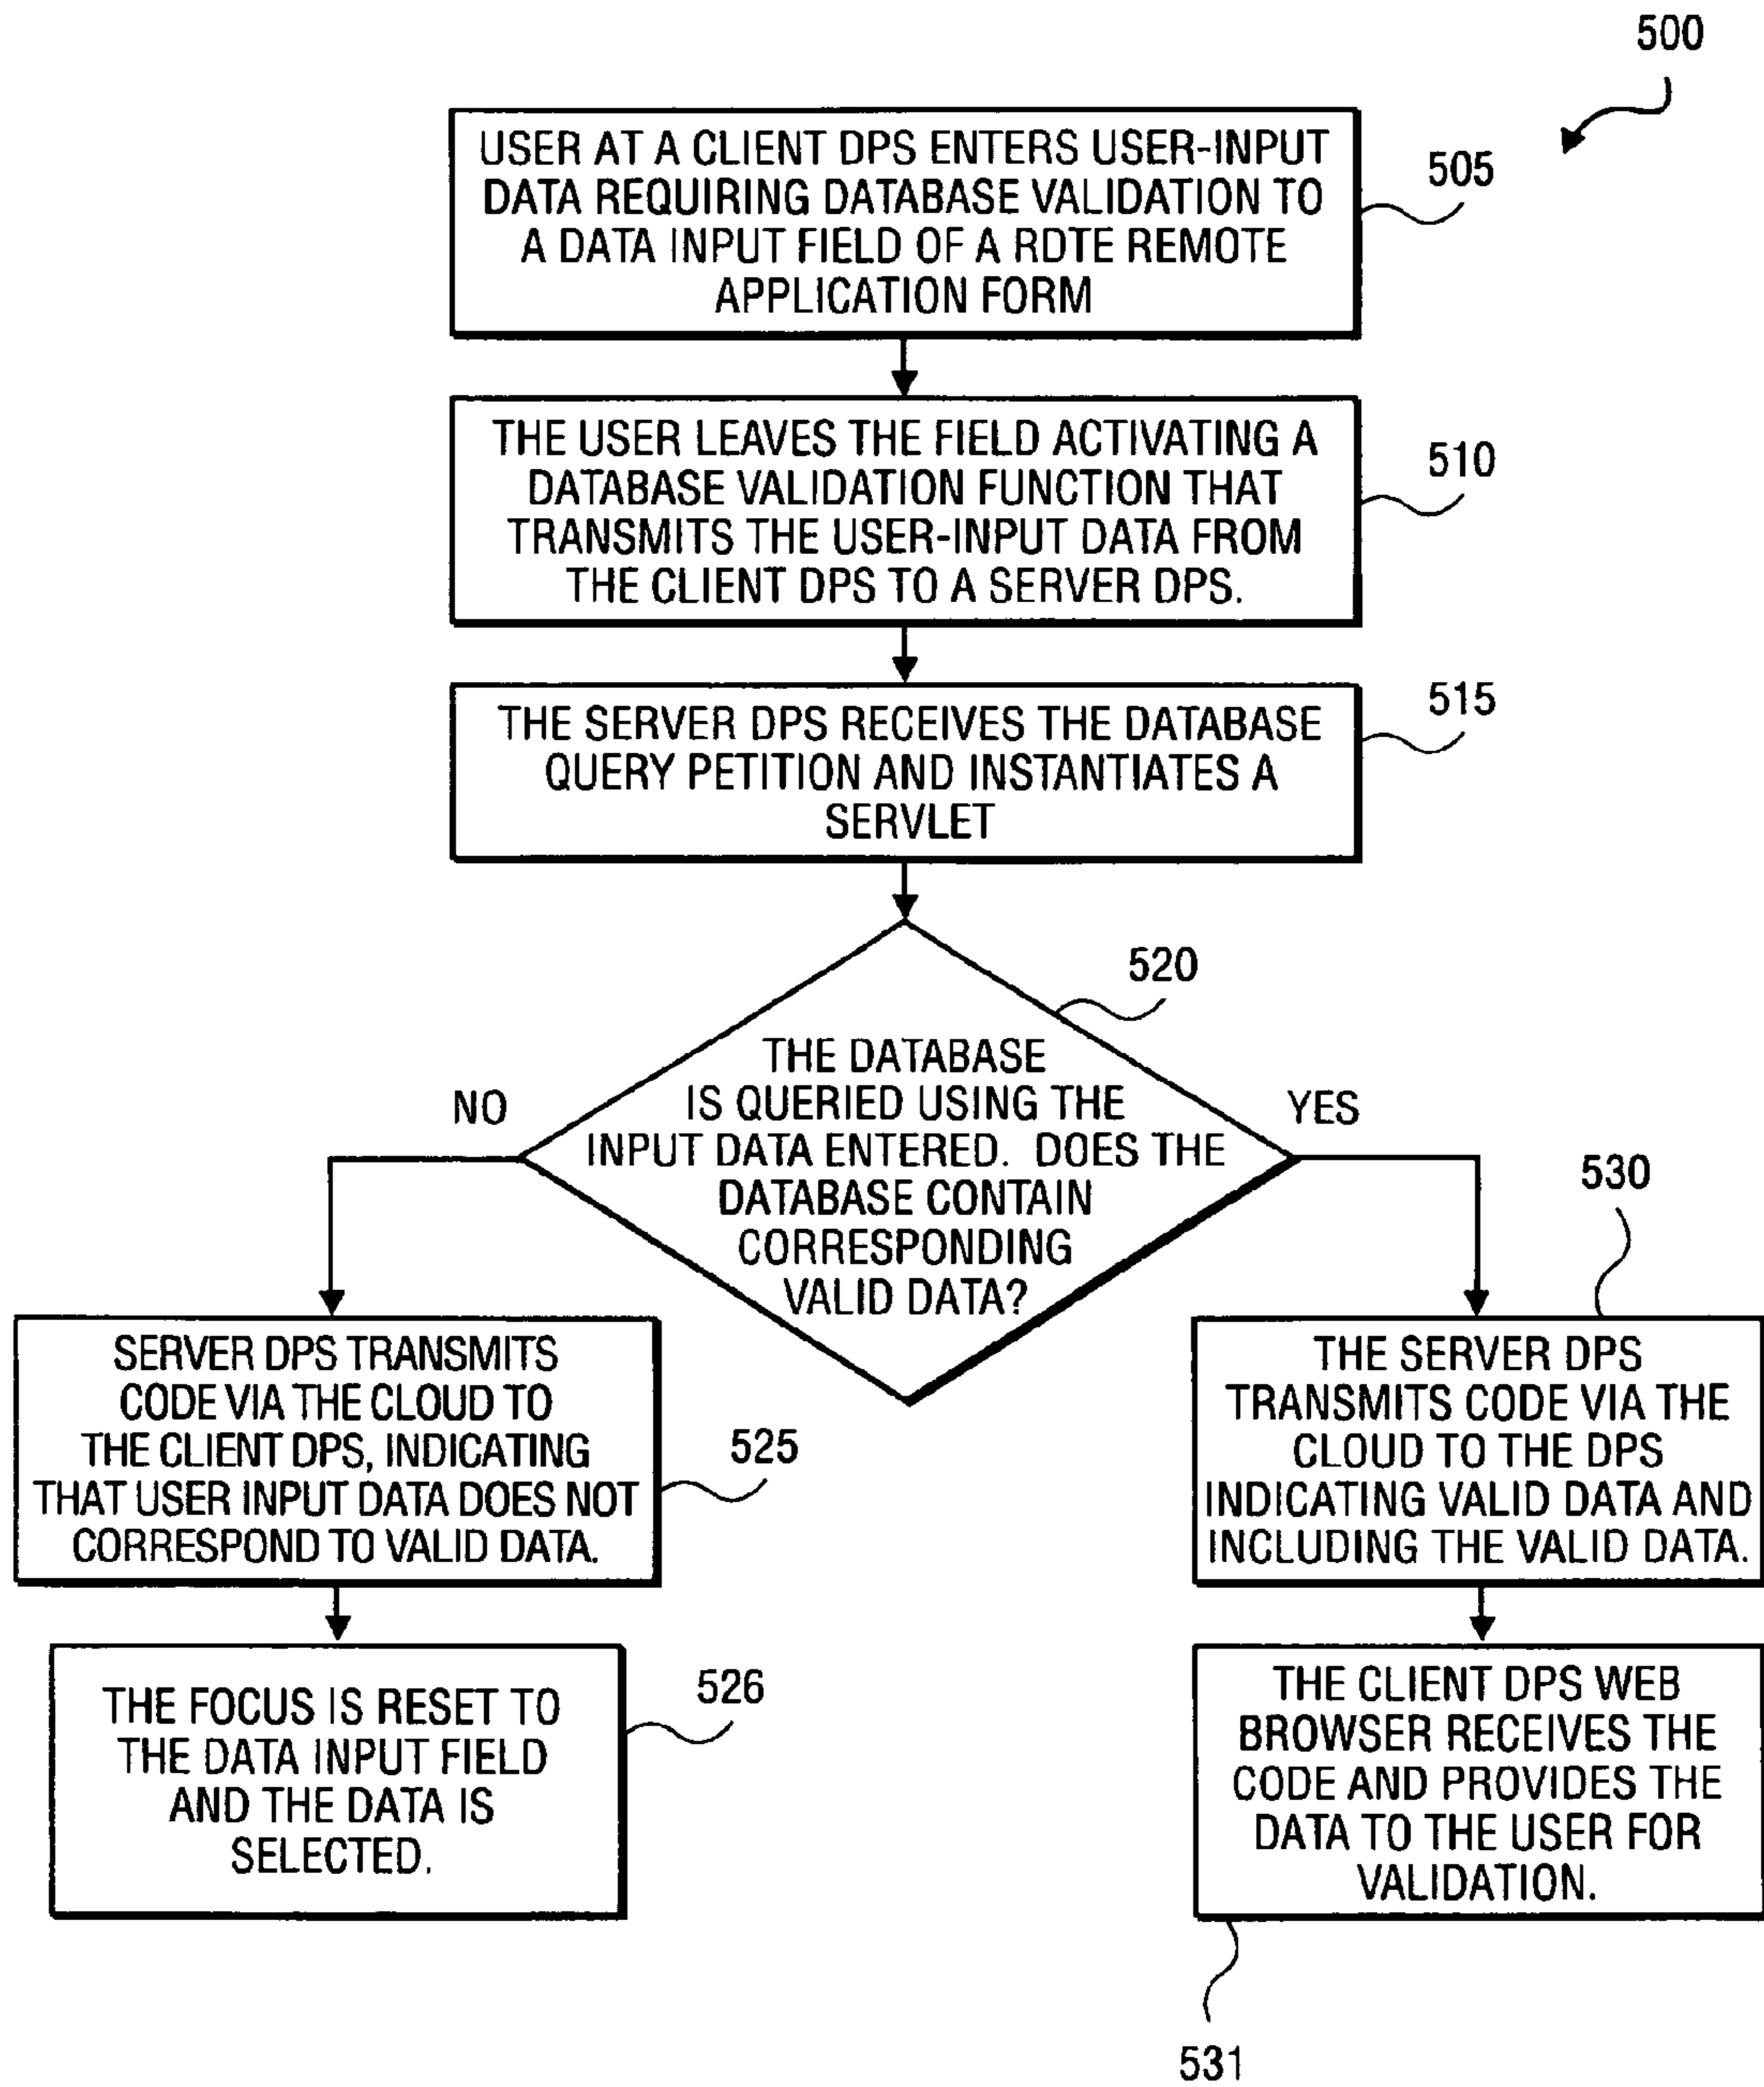 500
USER AT A CLIENT DPS ENTERS USER-INPUT
DATA REQUIRING DATABASE VALIDATION TO
A DATA INPUT FIELD OF A RDTE REMOTE
APPLICATION FORM
505
THE USER LEAVES THE FIELD ACTIVATING A
DATABASE VALIDATION FUNCTION THAT
TRANSMITS THE USER-INPUT DATA FROM
THE CLIENT DPS TO A SERVER DPS.
510
THE SERVER DPS RECEIVES THE DATABASE
QUERY PETITION AND INSTANTIATES A
SERVLET
515
520
THE DATABASE
IS QUERIED USING THE
INPUT DATA ENTERED. DOES THE
DATABASE CONTAIN
CORRESPONDING
VALID DATA?
NO
YES
SERVER DPS TRANSMITS
CODE VIA THE CLOUD TO
THE CLIENT DPS, INDICATING
THAT USER INPUT DATA DOES NOT
CORRESPOND TO VALID DATA.
525
THE FOCUS IS RESET TO
THE DATA INPUT FIELD
AND THE DATA IS
SELECTED.
526
530
THE SERVER DPS
TRANSMITS CODE VIA THE
CLOUD TO THE DPS
INDICATING VALID DATA AND
INCLUDING THE VALID DATA.
THE CLIENT DPS WEB
BROWSER RECEIVES THE
CODE AND PROVIDES THE
DATA TO THE USER FOR
VALIDATION.
531